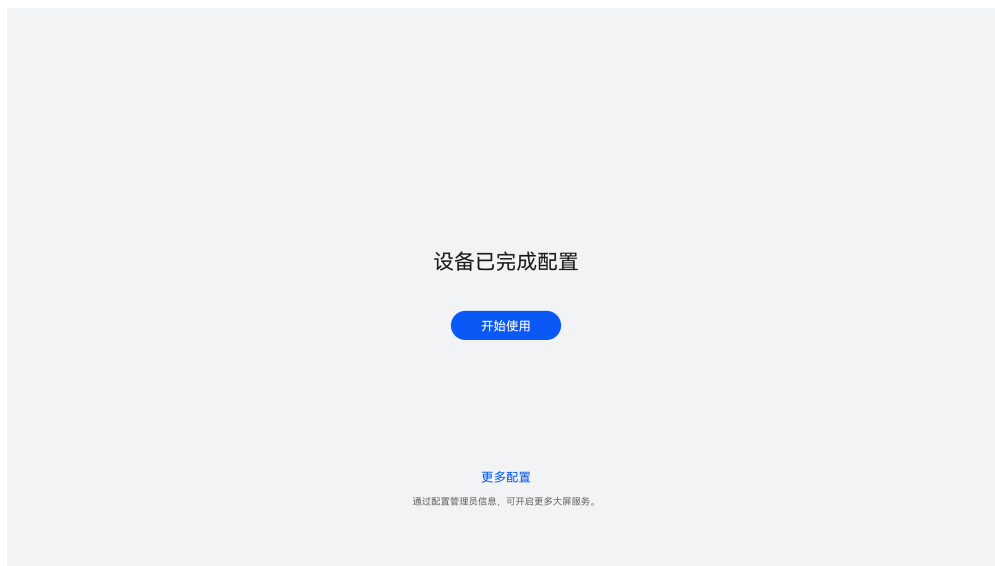 设备已完成配置
开始使用
更多配置
通过配置管理员信息，可开启更多大屏服务。